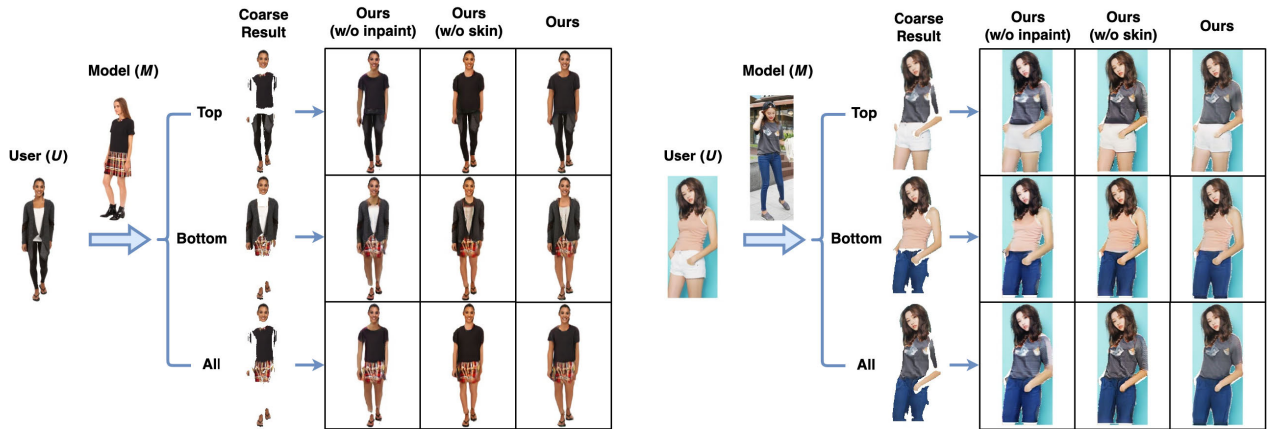 Coarse
Result
Ours
(w/o inpaint)
Ours
(w/o skin)
Ours
Model (M)
Top
User (U)
Bottom
All
Coarse
Result
Ours
(w/o inpaint)
Ours
(w/o skin)
Ours
Model (M)
Top
User (U)
Bottom
All